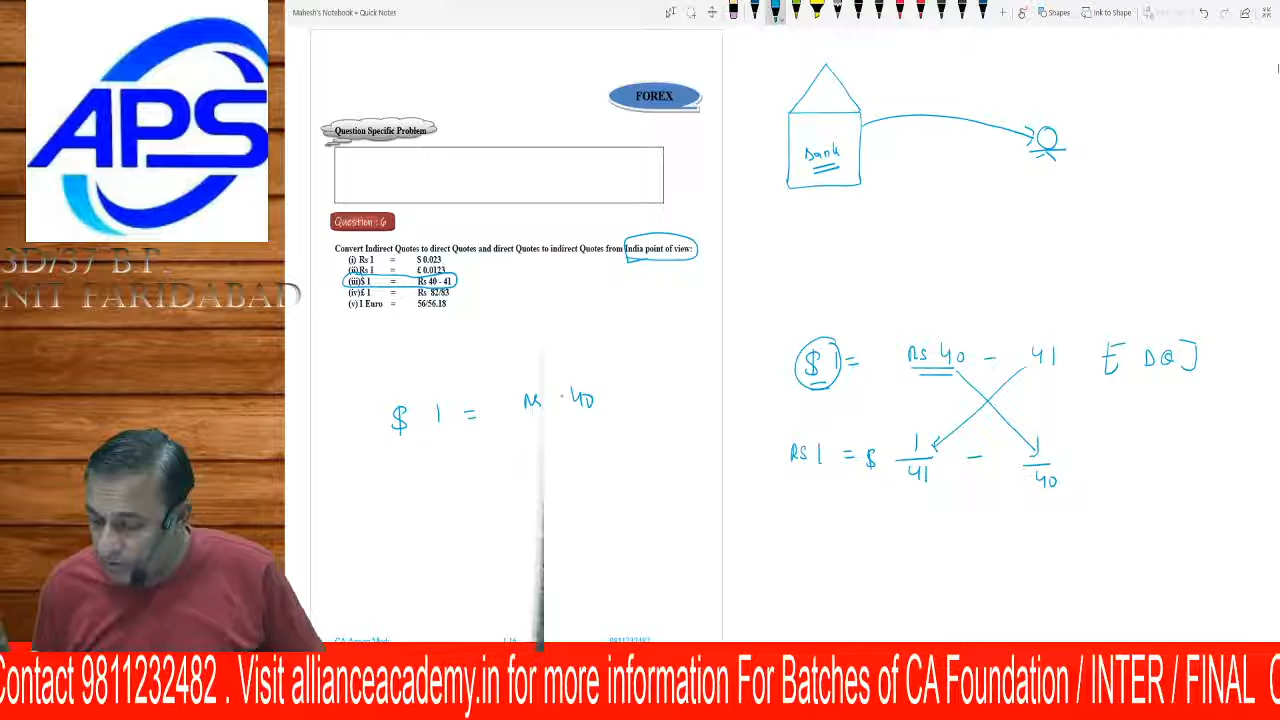 Mahesh's Notebook » Quick Notes
Shapes
Ink to Shape
APS
3D/37 B.P.
NIT FARIDABAD
FOREX
Question Specific Problem
Question : 6
Convert Indirect Quotes to direct Quotes and direct Quotes to indirect Quotes from India point of view:
(i) Rs 1 = $ 0.023
(ii) Rs 1 = £ 0.0123
(iii) $ 1 = Rs 40 - 41
(iv) £ 1 = Rs 82/83
(v) 1 Euro = 56/56.18
$ 1 = Rs .40
Bank
$ 1 = Rs 40 - 41 [ DQ ]
Rs 1 = $ 1/41 - 1/40
9811232482
Contact 9811232482 . Visit allianceacademy.in for more information For Batches of CA Foundation / INTER / FINAL